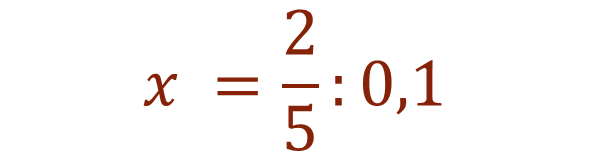 x = 2/5 : 0,1